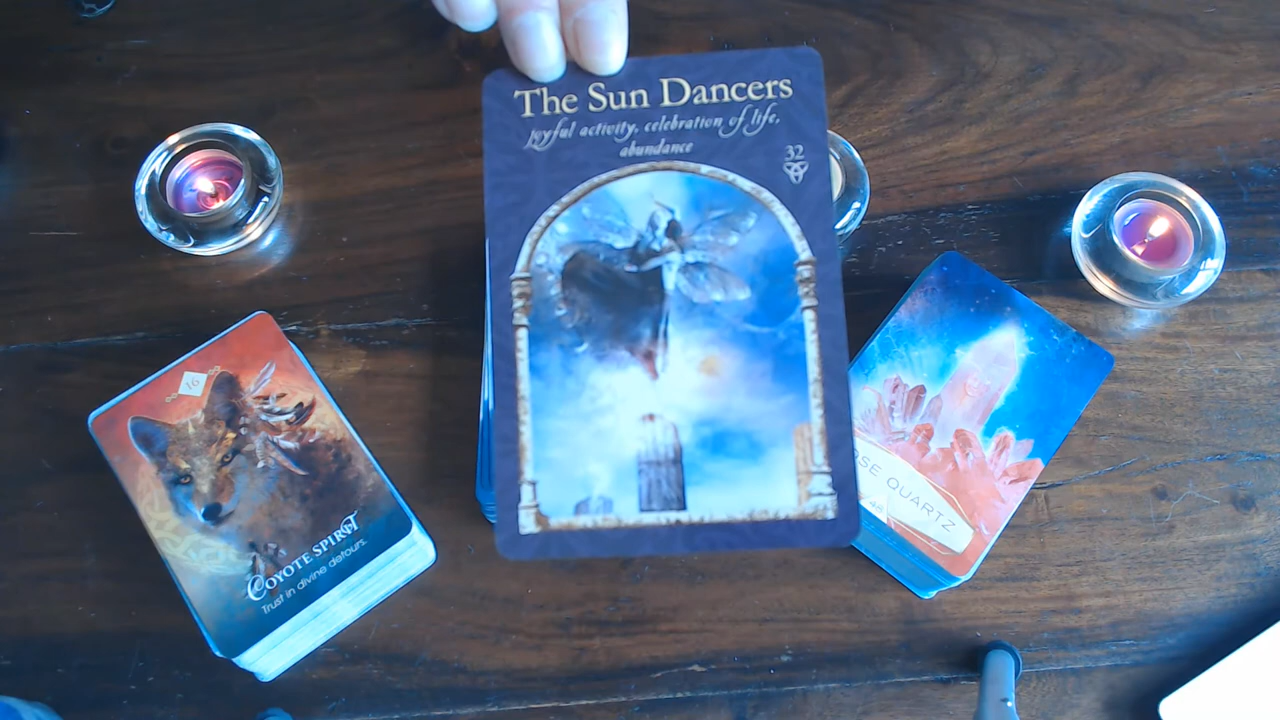 The Sun Dancers
Joyful activity, celebration of life,
abundance
32
16
COYOTE SPIRIT
Trust in divine detours.
OSE QUARTZ
48